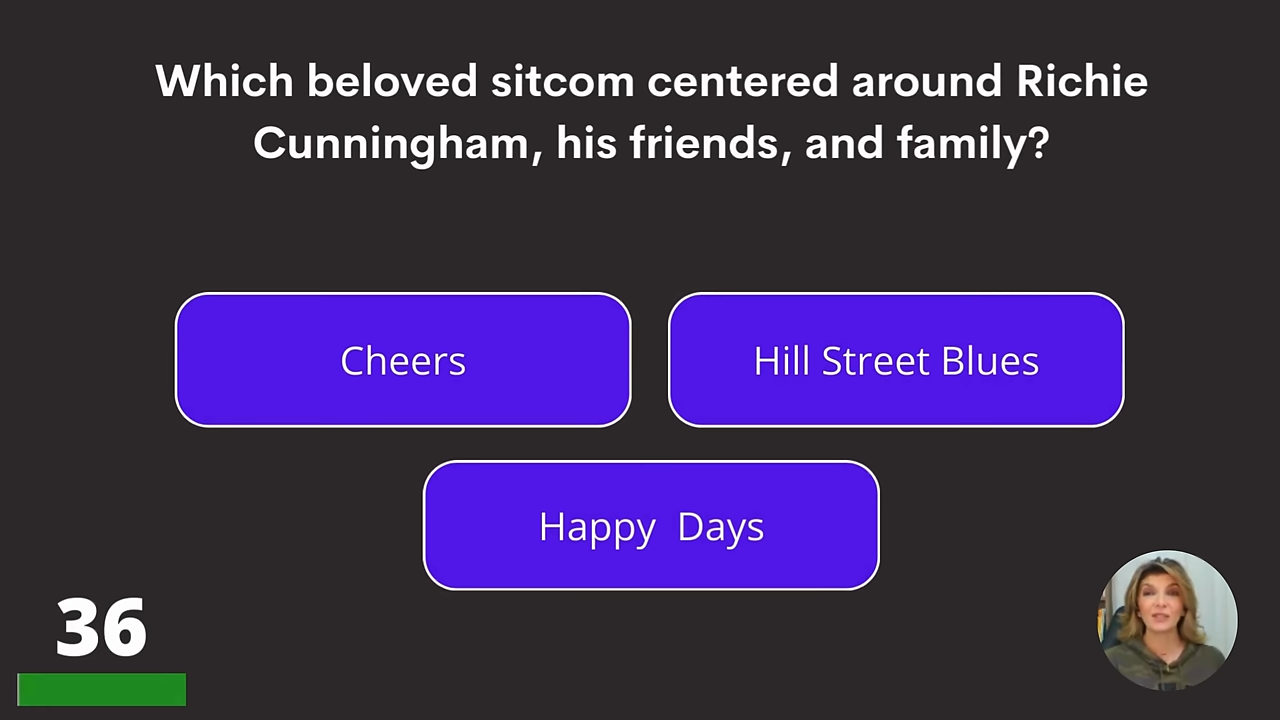 Which beloved sitcom centered around Richie
Cunningham, his friends, and family?
Cheers
Hill Street Blues
Happy  Days
36